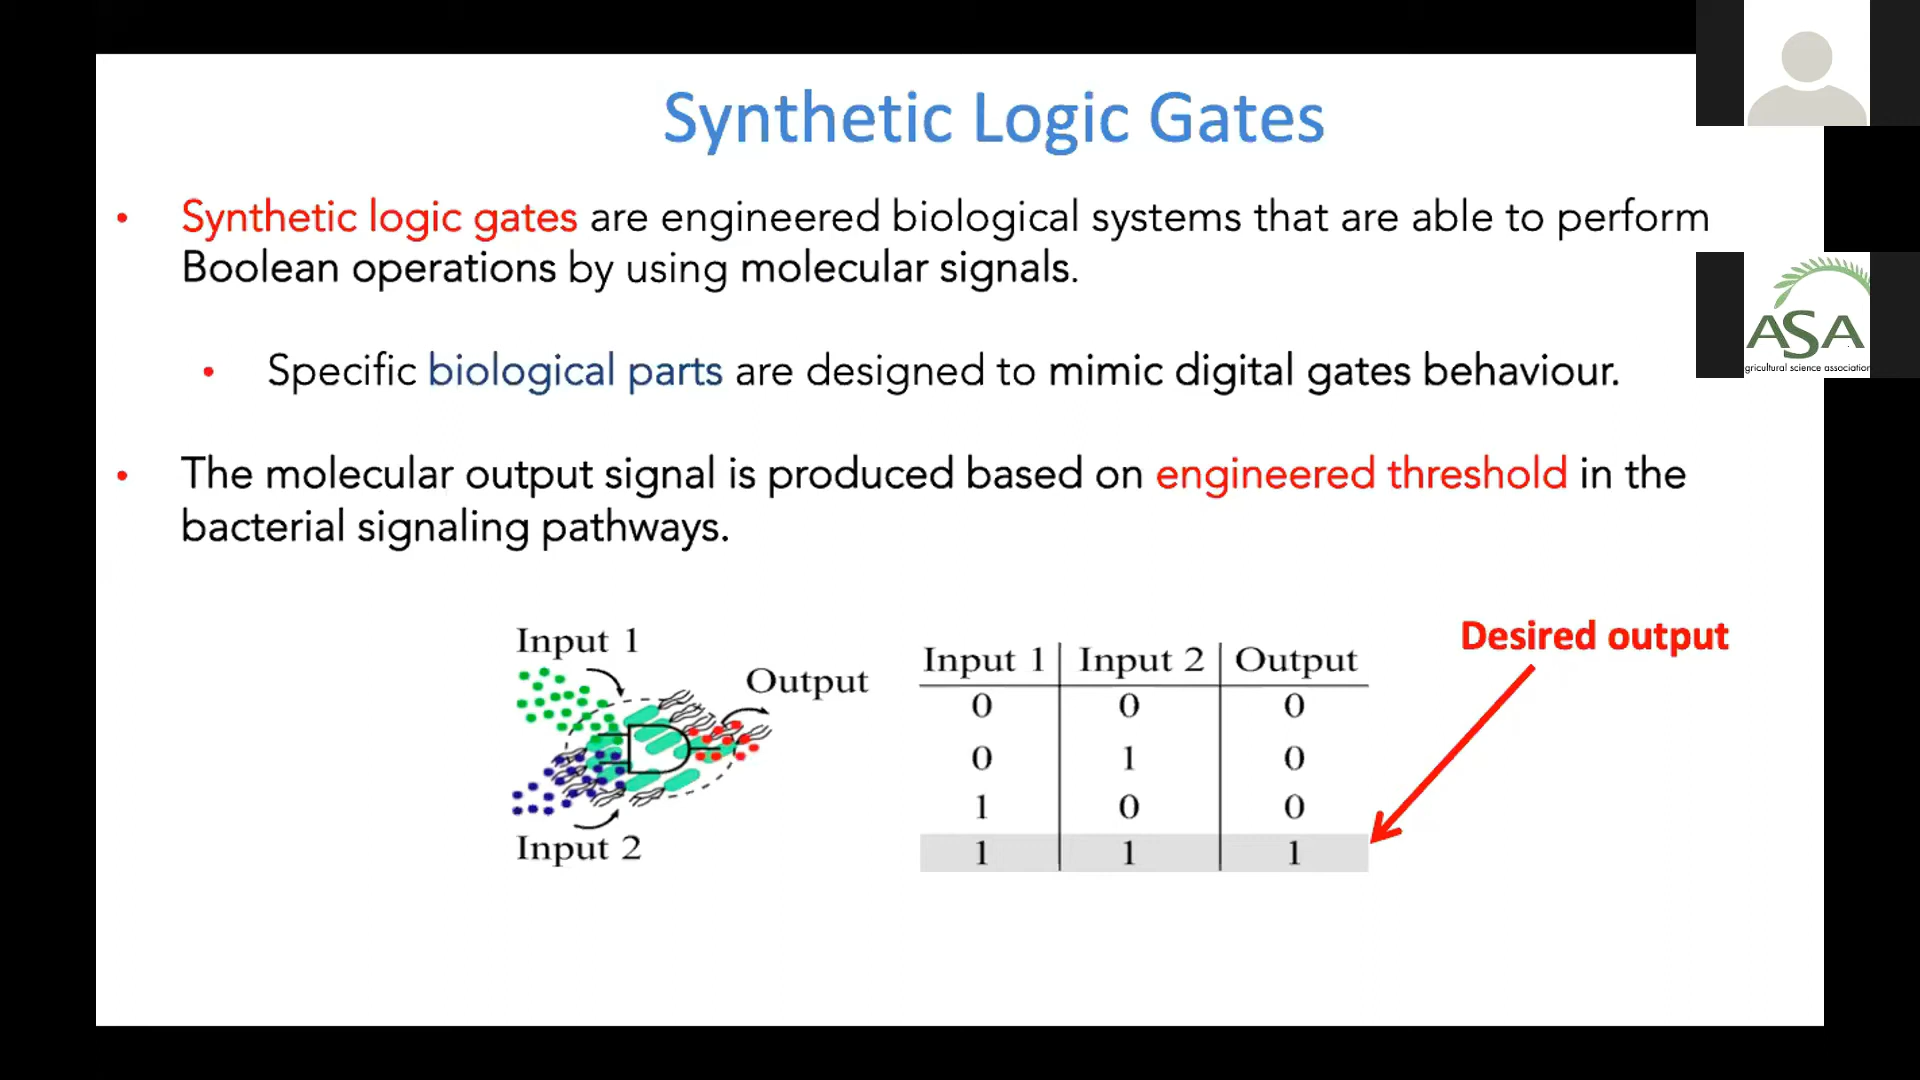 Synthetic Logic Gates
• Synthetic logic gates are engineered biological systems that are able to perform
Boolean operations by using molecular signals.
• Specific biological parts are designed to mimic digital gates behaviour.
• The molecular output signal is produced based on engineered threshold in the
bacterial signaling pathways.
Input 1
Output
Input 2
Input 1 Input 2 Output
0 0 0
0 1 0
1 0 0
1 1 1
Desired output
ASA
gricultural science association